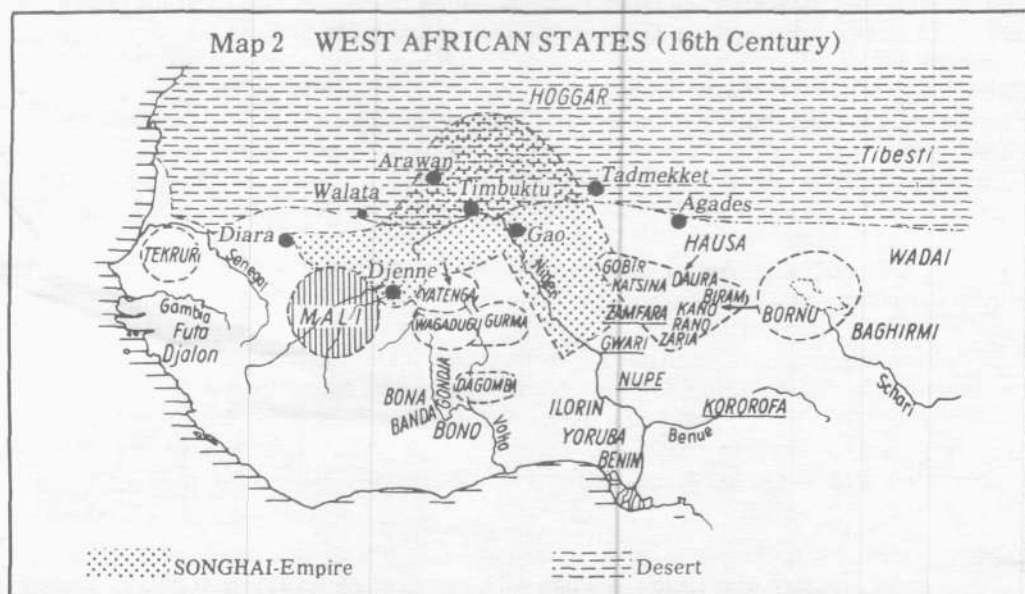 Map 2 WEST AFRICAN STATES (16th Century)
HOGGAR
Tibesti
Arawan
Tadmekket
Walata
Timbuktu
Agades
Diara
Gao
HAUSA
WADAI
TEKRURI
Senegal
Djenne
Niger
GOBIR
KATSINA
DAURA
BIRAM
YATENGA
Gambia
MALI
ZAMFARA
KANO
BORNU
Futa
Djalon
WAGADUGU
GURMA
RANO
BAGHIRMI
GWARI
ZARIA
NUPE
Schari
GONDJA
DAGOMBA
BONA
BANDA
BONO
Volta
ILORIN
KOROROFA
YORUBA
Benue
BENIN
SONGHAI-Empire
Desert